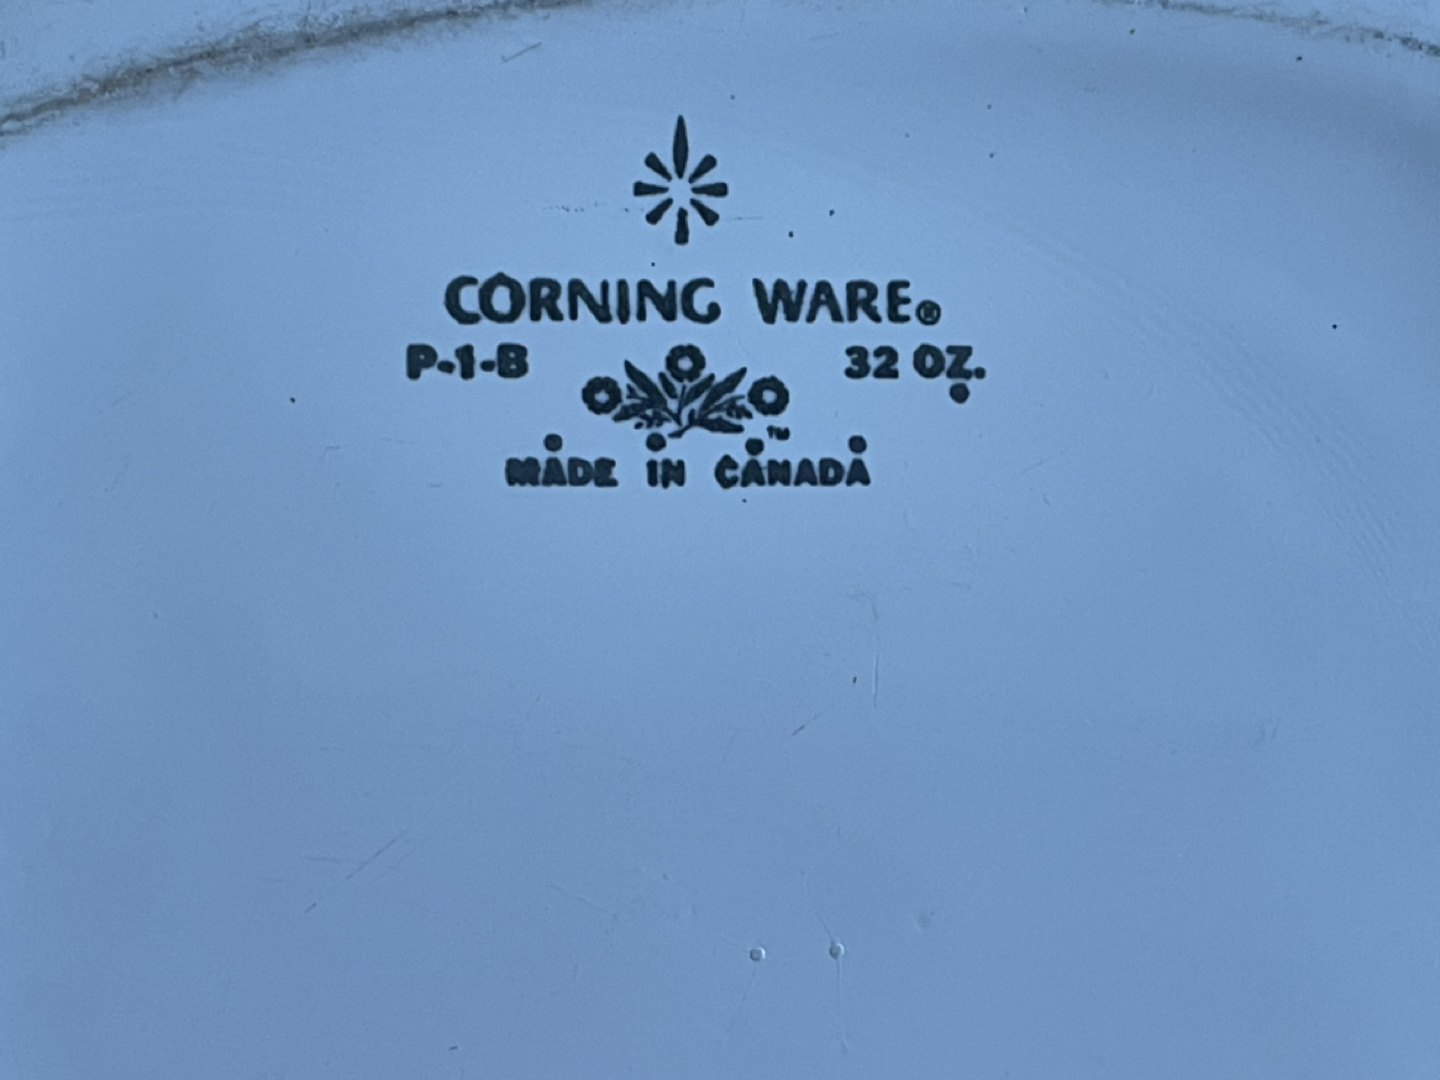 CORNING WARE®
P-1-B 32 OZ.
™
MADE IN CANADA